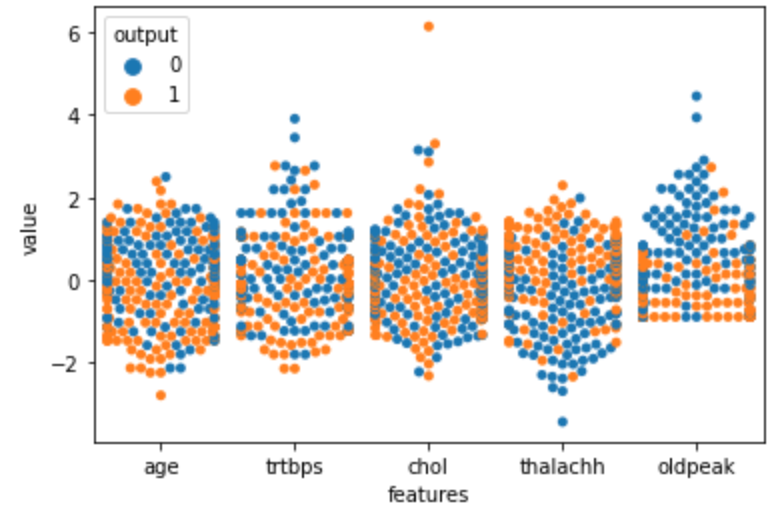 output
0
1
6
4
2
0
−2
value
age trtbps chol thalachh oldpeak
features